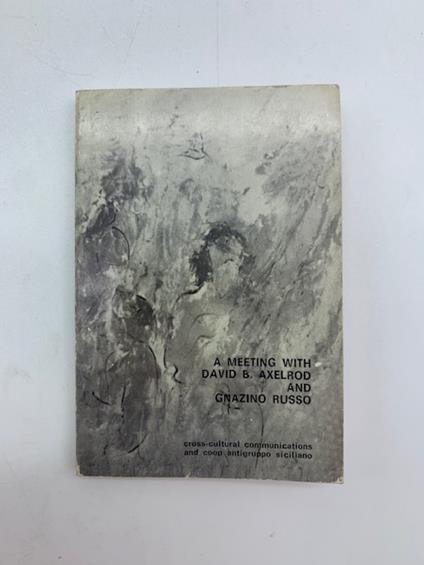 A MEETING WITH
DAVID B. AXELROD
AND
GNAZINO RUSSO
cross-cultural communications
and coop antigruppo siciliano